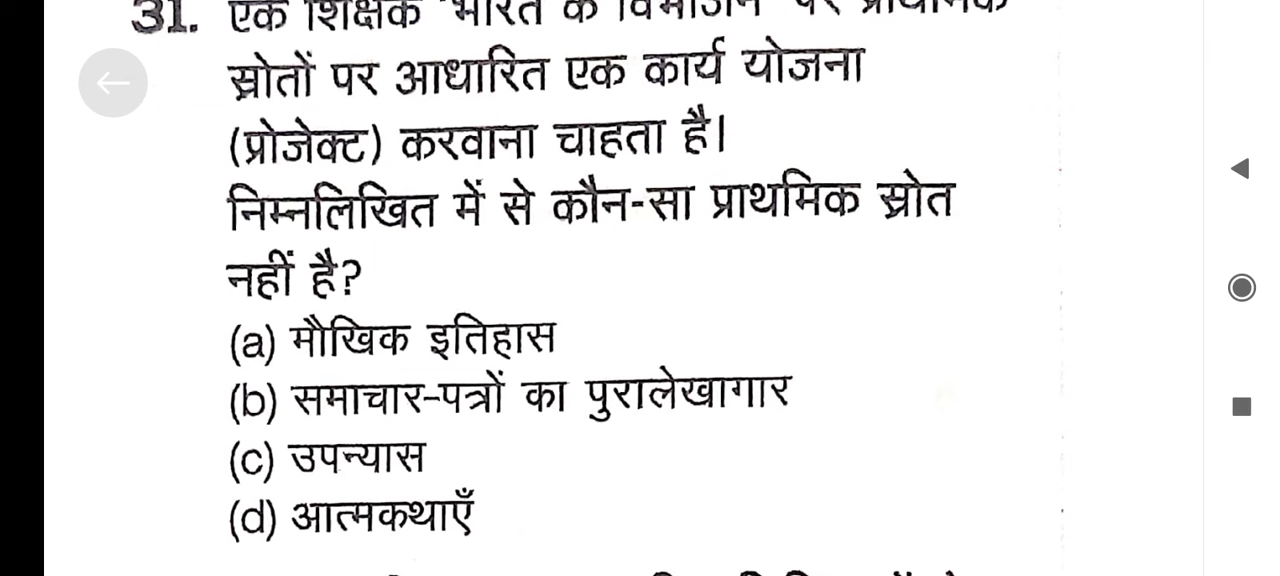 31. एक शिक्षक 'भारत के विभाजन' पर प्राथमिक
स्रोतों पर आधारित एक कार्य योजना
(प्रोजेक्ट) करवाना चाहता है।
निम्नलिखित में से कौन-सा प्राथमिक स्रोत
नहीं है?
(a) मौखिक इतिहास
(b) समाचार-पत्रों का पुरालेखागार
(c) उपन्यास
(d) आत्मकथाएँ